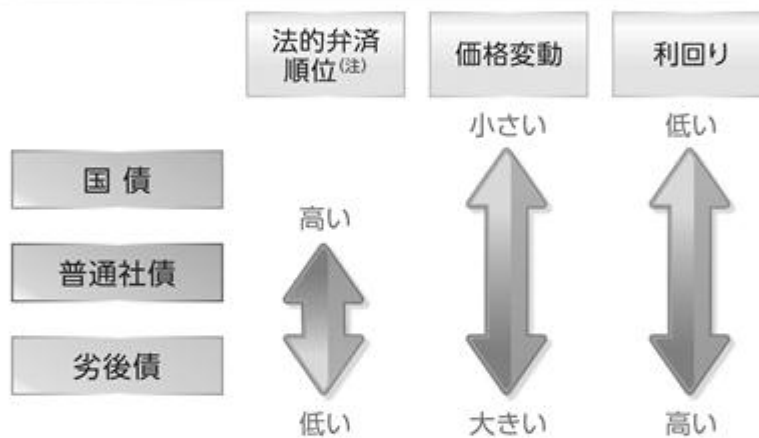 法的弁済
順位(注)
価格変動
利回り
小さい
低い
国債
高い
普通社債
劣後債
低い
大きい
高い